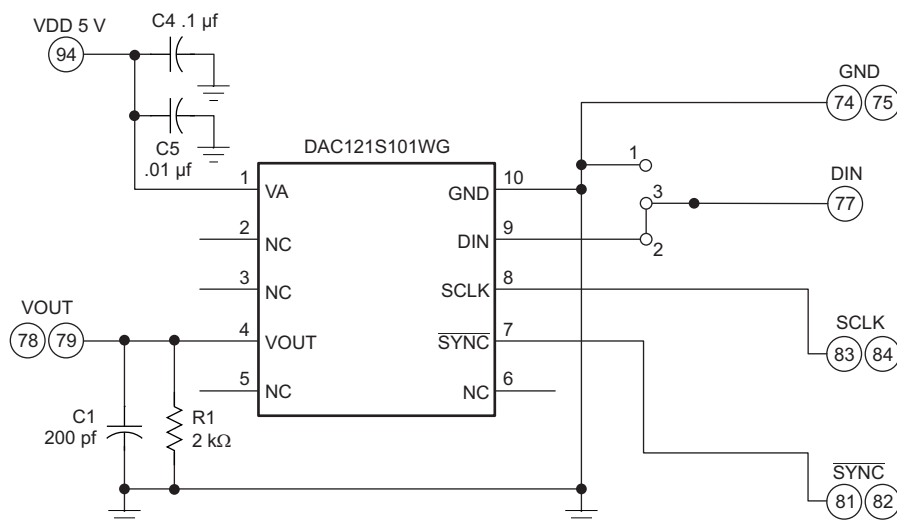 C4 .1 µf
VDD 5 V
94
C5
.01 µf
DAC121S101WG
GND
74 75
1
VA
10
GND
1
3
DIN
77
2
NC
9
DIN
2
3
NC
8
SCLK
VOUT
78 79
4
VOUT
7
SYNC
SCLK
83 84
5
NC
6
NC
C1
200 pf
R1
2 kΩ
SYNC
81 82